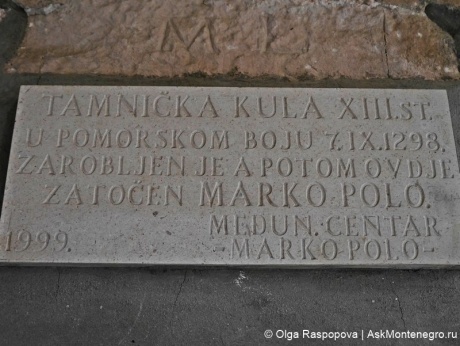 M D
TAMNIČKA KULA XIII.ST.
U POMORSKOM BOJU 7.IX.1298.
ZAROBLJEN JE A POTOM OVDJE
ZATOČEN MARKO POLO.
MEĐUN. CENTAR
1999. -MARKO POLO-
© Olga Raspopova | AskMontenegro.ru